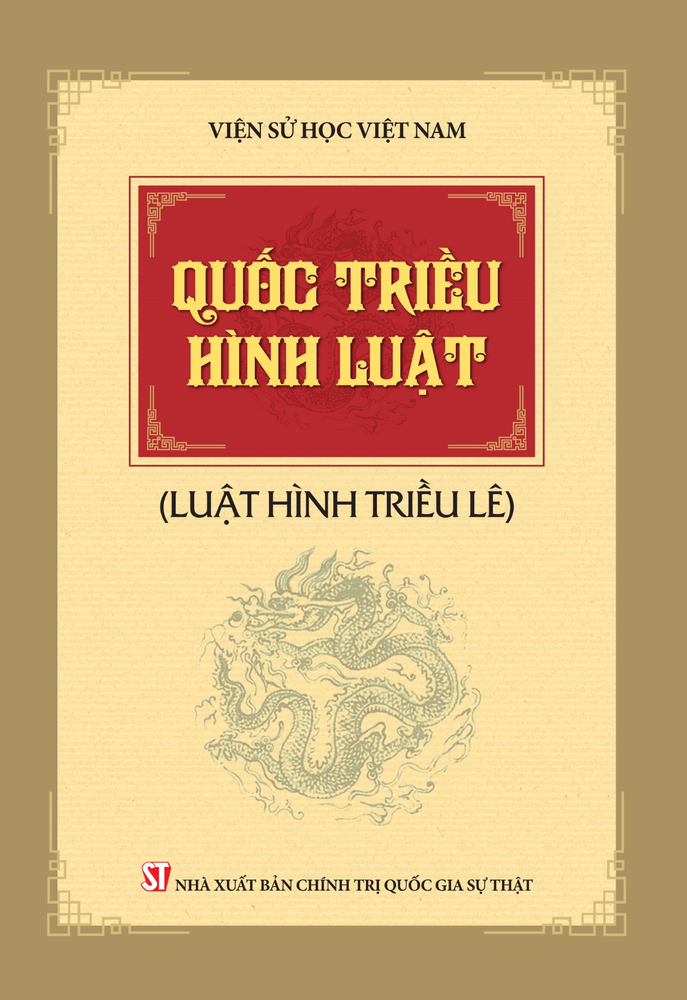 VIỆN SỬ HỌC VIỆT NAM
QUỐC TRIỀU
HÌNH LUẬT
(LUẬT HÌNH TRIỀU LÊ)
ST NHÀ XUẤT BẢN CHÍNH TRỊ QUỐC GIA SỰ THẬT